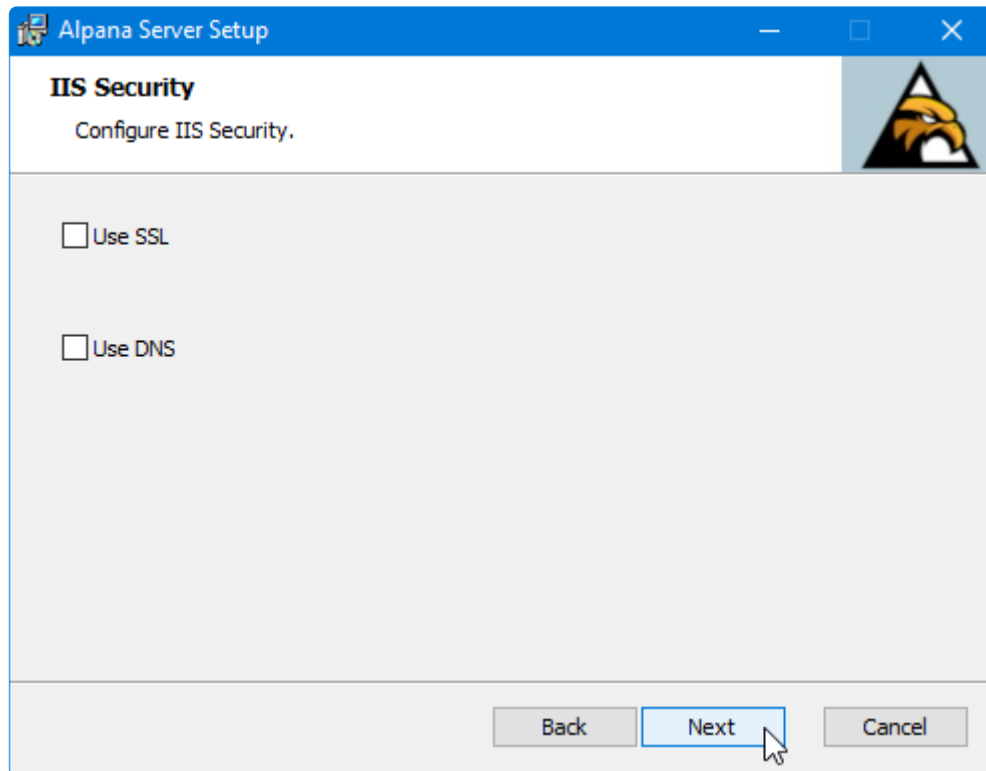 Alpana Server Setup
IIS Security
Configure IIS Security.
Use SSL
Use DNS
Back Next Cancel